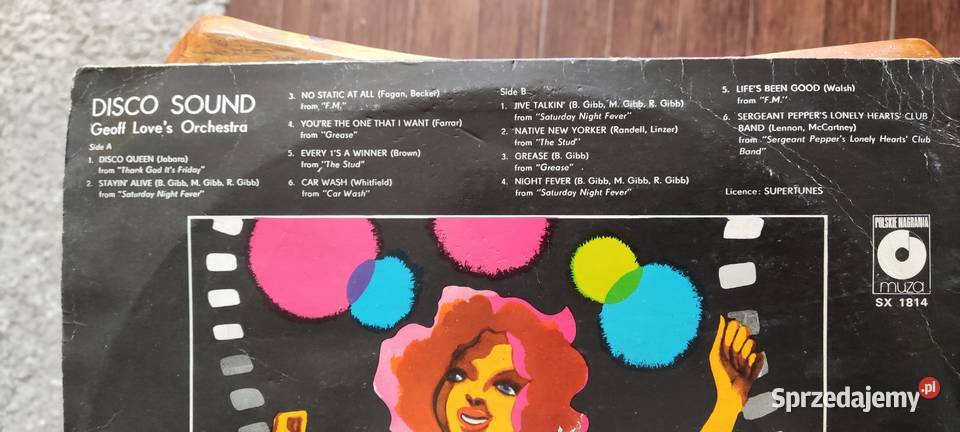 DISCO SOUND
Geoff Love's Orchestra
Side A
1. DISCO QUEEN (Jabara)
from "Thank God It's Friday"
2. STAYIN' ALIVE (B. Gibb, M. Gibb, R. Gibb)
from "Saturday Night Fever"
3. NO STATIC AT ALL (Fagan, Becker)
from "F.M."
4. YOU'RE THE ONE THAT I WANT (Farrar)
from "Grease"
5. EVERY 1'S A WINNER (Brown)
from "The Stud"
6. CAR WASH (Whitfield)
from "Car Wash"
Side B
1. JIVE TALKIN' (B. Gibb, M. Gibb, R. Gibb)
from "Saturday Night Fever"
2. NATIVE NEW YORKER (Randell, Linzer)
from "The Stud"
3. GREASE (B. Gibb)
from "Grease"
4. NIGHT FEVER (B. Gibb, M. Gibb, R. Gibb)
from "Saturday Night Fever"
5. LIFE'S BEEN GOOD (Walsh)
from "F.M."
6. SERGEANT PEPPER'S LONELY HEARTS CLUB
BAND (Lennon, McCartney)
from "Sergeant Pepper's Lonely Hearts Club
Band"
Licence: SUPERTUNES
POLSKIE NAGRANIA
muza
SX 1814
Sprzedajemy.pl